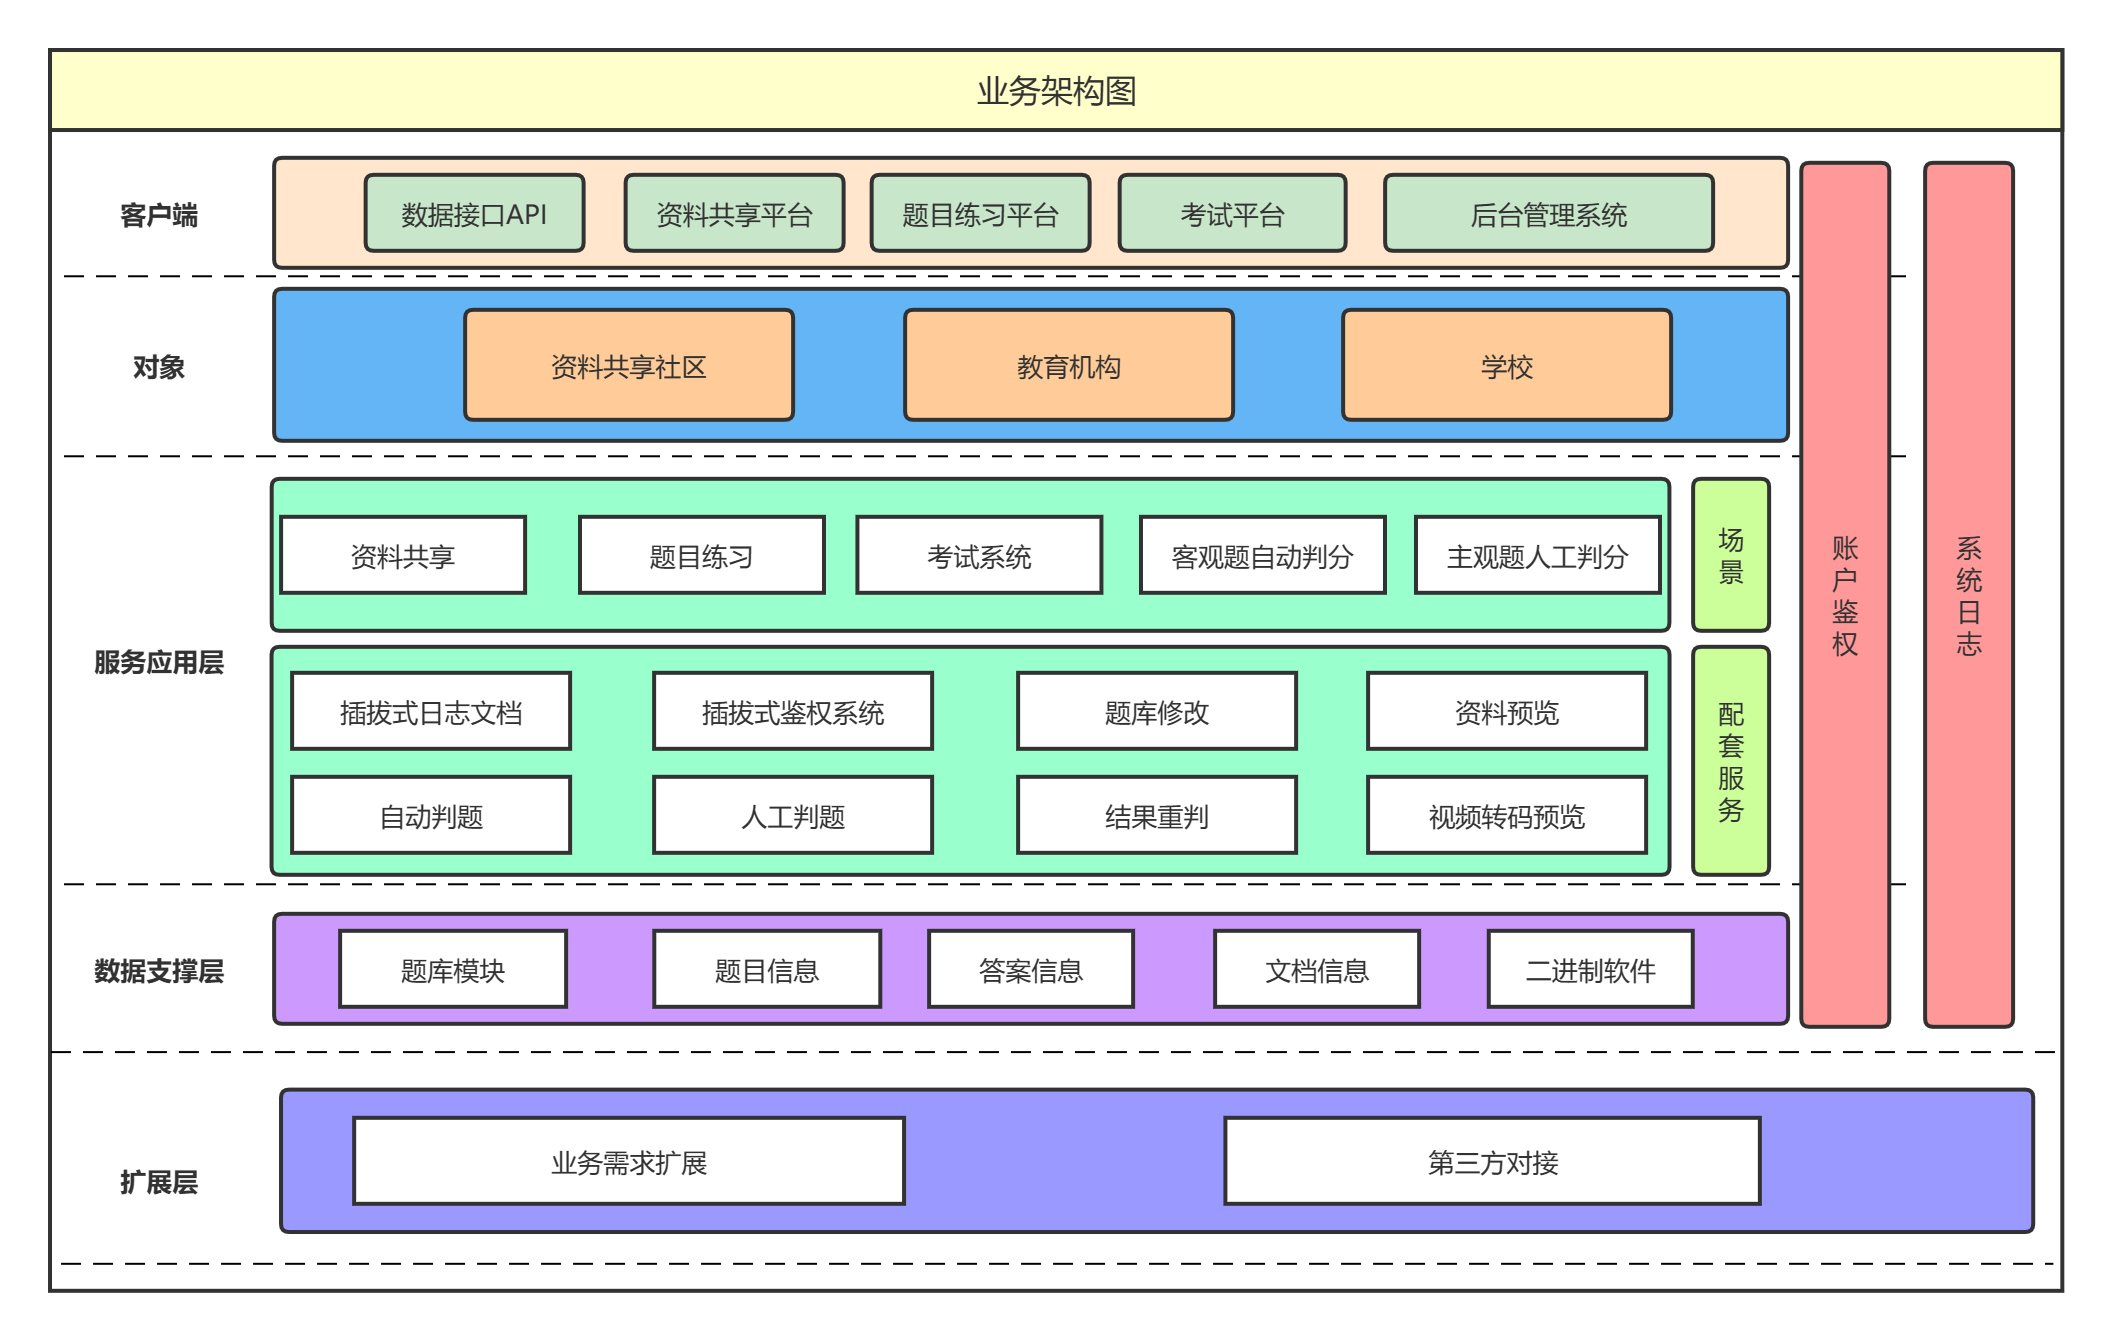 业务架构图
客户端
数据接口API
资料共享平台
题目练习平台
考试平台
后台管理系统
对象
资料共享社区
教育机构
学校
服务应用层
资料共享
题目练习
考试系统
客观题自动判分
主观题人工判分
场景
插拔式日志文档
插拔式鉴权系统
题库修改
资料预览
自动判题
人工判题
结果重判
视频转码预览
配套服务
数据支撑层
题库模块
题目信息
答案信息
文档信息
二进制软件
账户鉴权
系统日志
扩展层
业务需求扩展
第三方对接